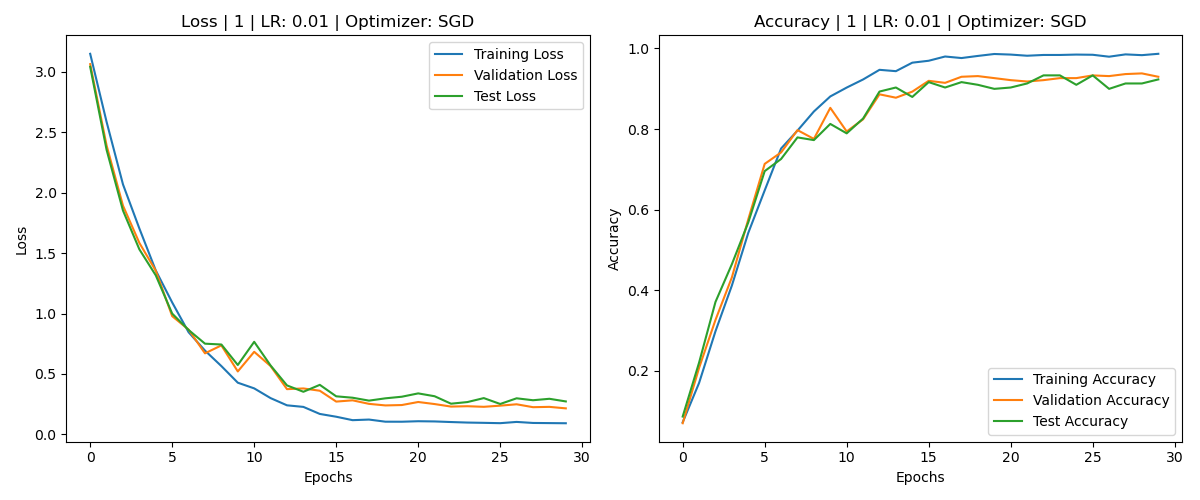 Loss | 1 | LR: 0.01 | Optimizer: SGD
Training Loss
Validation Loss
Test Loss
3.0
2.5
2.0
1.5
1.0
0.5
0.0
Loss
0 5 10 15 20 25 30
Epochs
Accuracy | 1 | LR: 0.01 | Optimizer: SGD
1.0
0.8
0.6
0.4
0.2
Accuracy
Training Accuracy
Validation Accuracy
Test Accuracy
0 5 10 15 20 25 30
Epochs